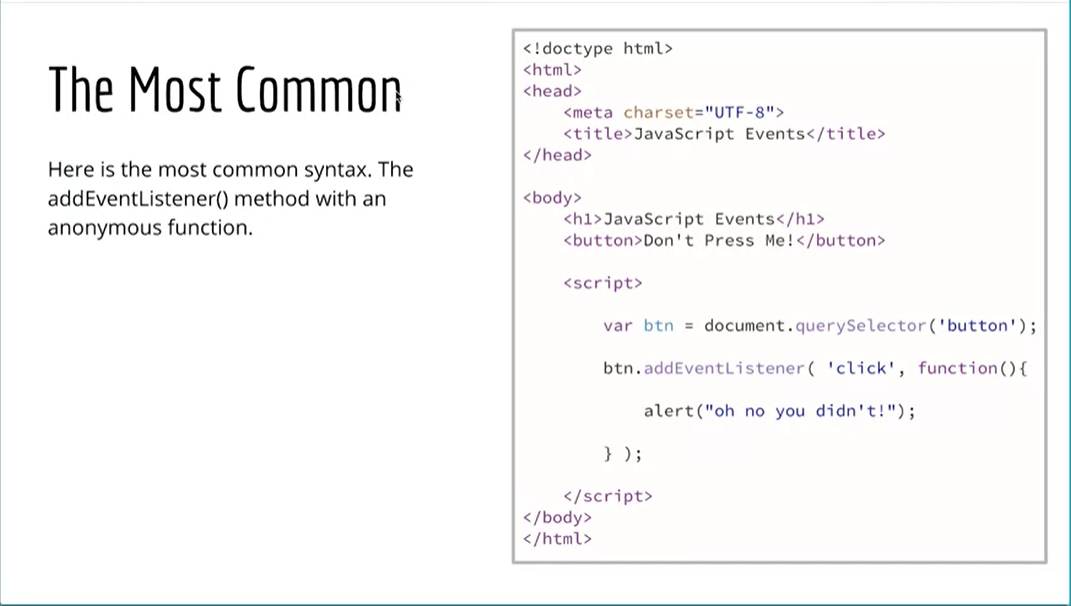 The Most Common
Here is the most common syntax. The
addEventListener() method with an
anonymous function.
<!doctype html>
<html>
<head>
    <meta charset="UTF-8">
    <title>JavaScript Events</title>
</head>

<body>
    <h1>JavaScript Events</h1>
    <button>Don't Press Me!</button>

    <script>

        var btn = document.querySelector('button');

        btn.addEventListener( 'click', function(){

            alert("oh no you didn't!");

        } );

    </script>
</body>
</html>